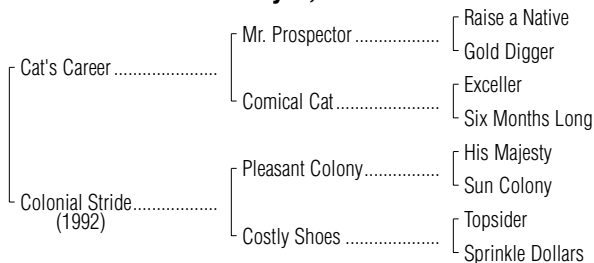 Raise a Native
Mr. Prospector ..................
Gold Digger
Cat's Career ......................
Exceller
Comical Cat......................
Six Months Long
His Majesty
Pleasant Colony................
Sun Colony
Colonial Stride..................
(1992)
Topsider
Costly Shoes ....................
Sprinkle Dollars